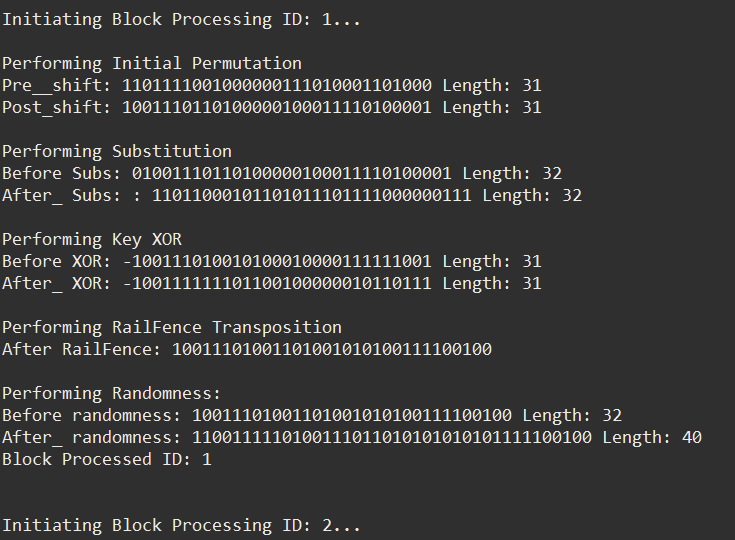 Initiating Block Processing ID: 1...
Performing Initial Permutation
Pre__shift: 1101111001000000111010001101000 Length: 31
Post_shift: 1001110110100000100011110100001 Length: 31
Performing Substitution
Before Subs: 01001110110100000100011110100001 Length: 32
After_ Subs: : 11011000101101011101111000000111 Length: 32
Performing Key XOR
Before XOR: -100111010010100010000111111001 Length: 31
After_ XOR: -100111111101100100000010110111 Length: 31
Performing RailFence Transposition
After RailFence: 10011101001101001010100111100100
Performing Randomness:
Before randomness: 10011101001101001010100111100100 Length: 32
After_ randomness: 1100111110100111011010101010101111100100 Length: 40
Block Processed ID: 1
Initiating Block Processing ID: 2...